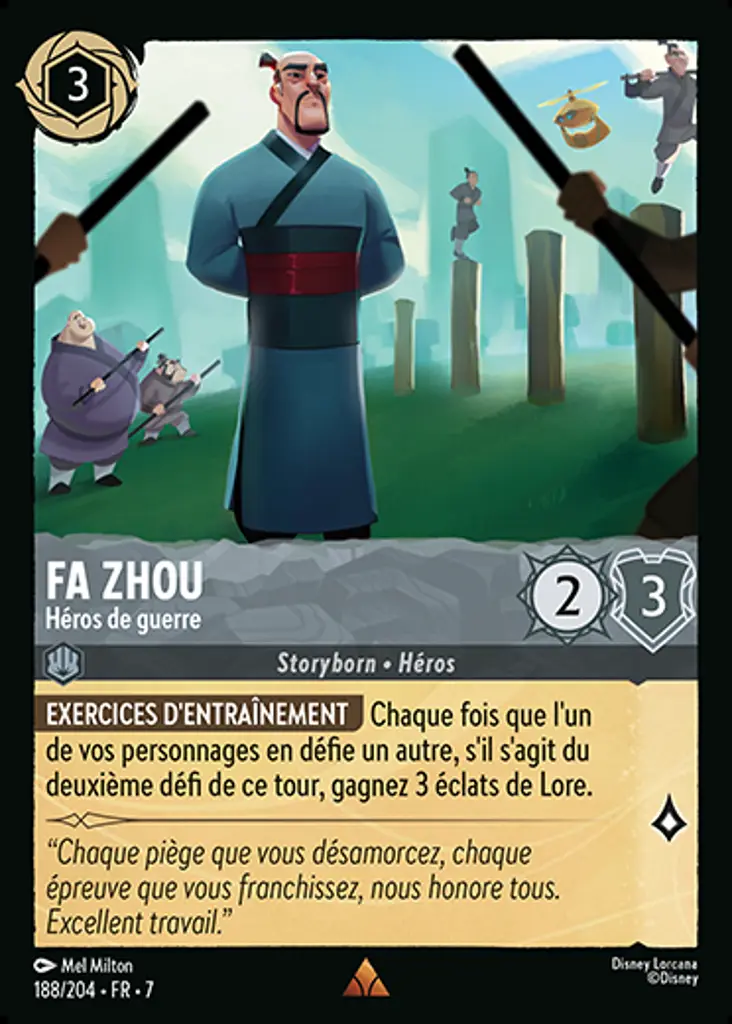 3
FA ZHOU
Héros de guerre
2
3
Storyborn • Héros
EXERCICES D'ENTRAÎNEMENT Chaque fois que l'un
de vos personnages en défie un autre, s'il s'agit du
deuxième défi de ce tour, gagnez 3 éclats de Lore.
“Chaque piège que vous désamorcez, chaque
épreuve que vous franchissez, nous honore tous.
Excellent travail.”
Mel Milton
188/204 • FR • 7
Disney Lorcana
©Disney